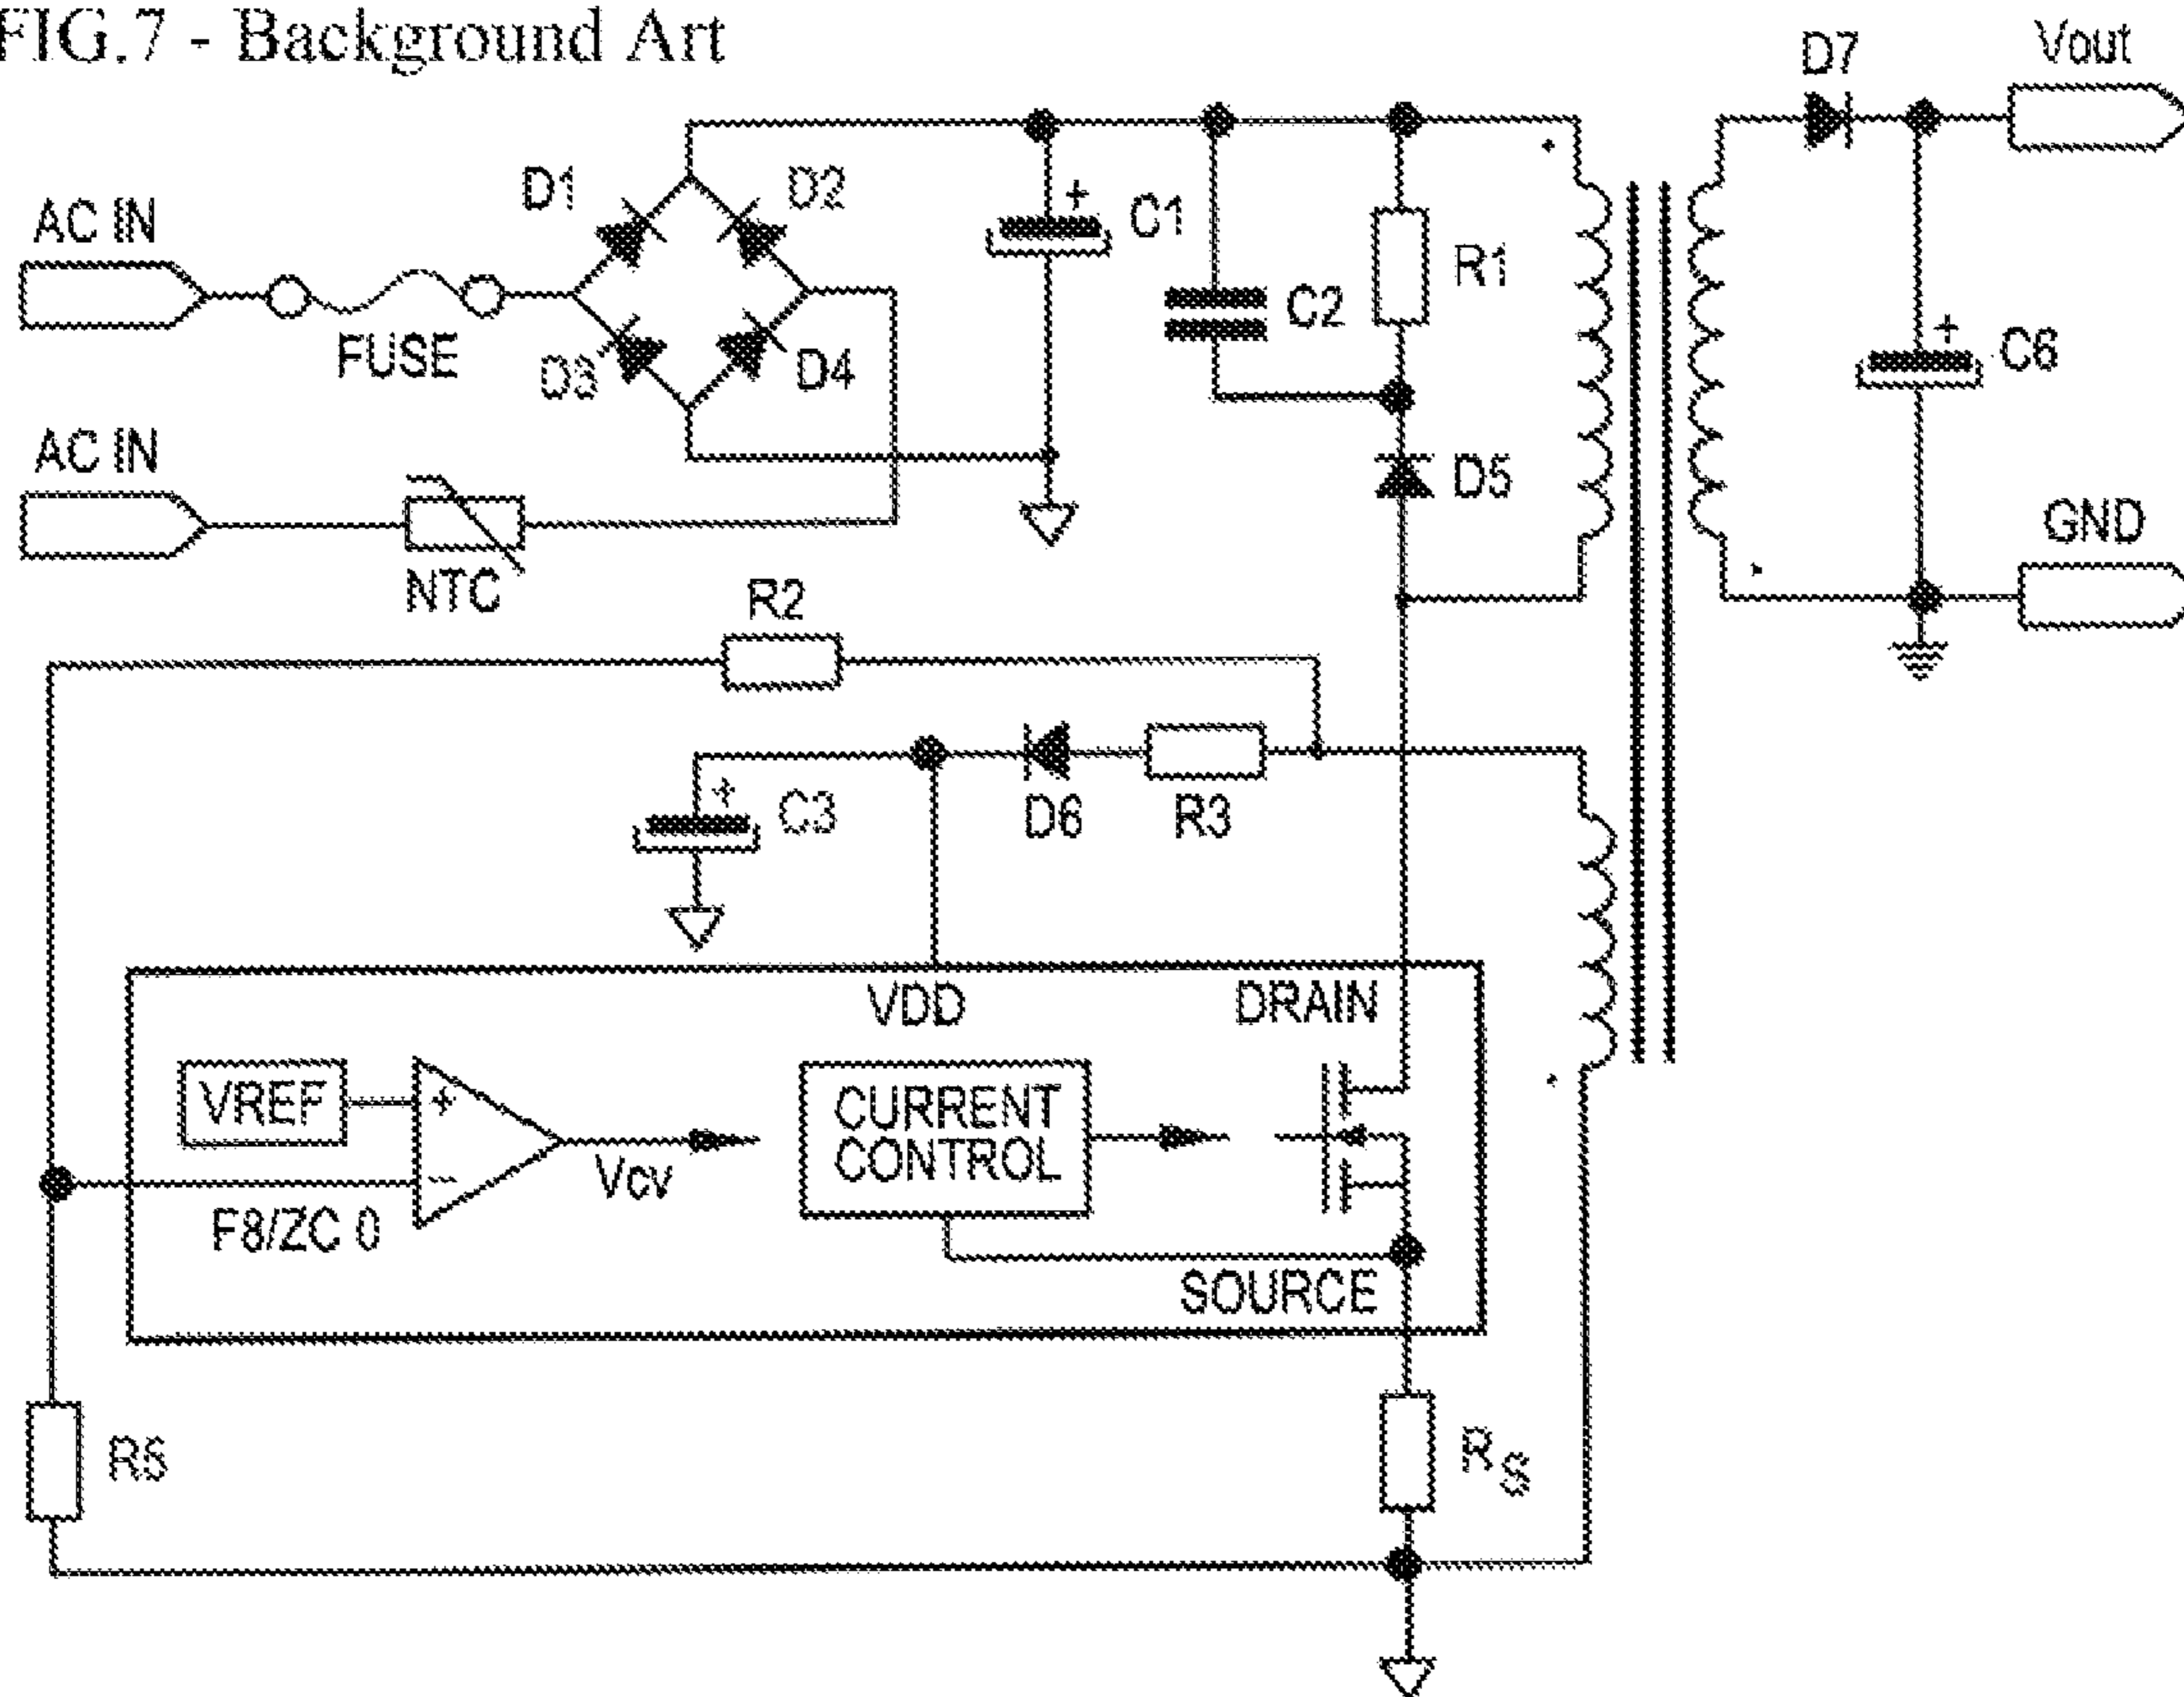 FIG.7 - Background Art
D7
Vout
D1
D2
AC IN
+
C1
R1
C2
FUSE
D3
D4
+
C6
AC IN
D5
GND
NTC
R2
+
C3
D6
R3
VDD
DRAIN
VREF
+
CURRENT
CONTROL
Vcv
-
F8/ZC 0
SOURCE
RS